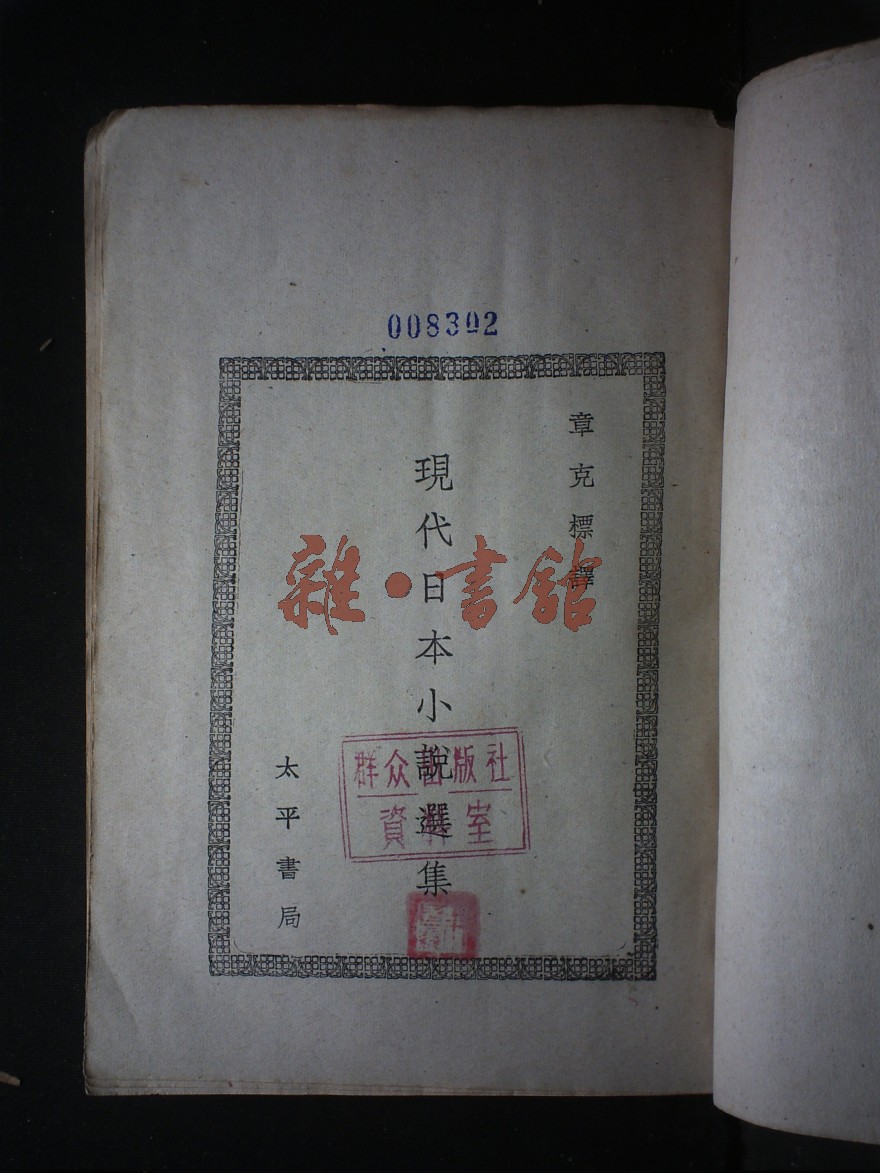 008302
章克標譯
現代日本小說選集
太平書局
雜·書館
群众出版社
資料室